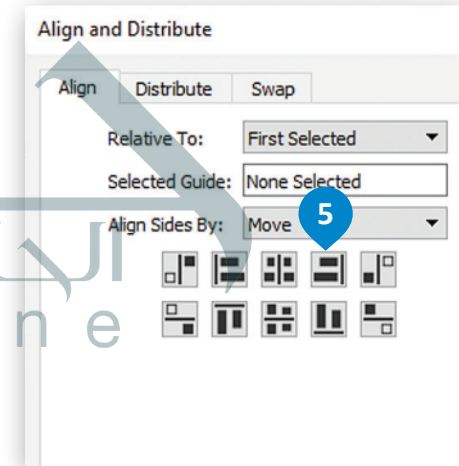 Align and Distribute
Align Distribute Swap
Relative To: First Selected
Selected Guide: None Selected
5
Align Sides By: Move
n e